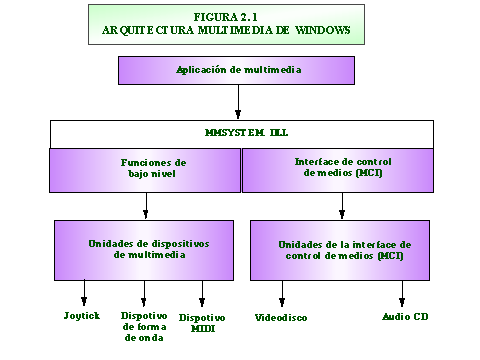 FIGURA 2.1
ARQUITECTURA MULTIMEDIA DE WINDOWS
Aplicación de multimedia
MMSYSTEM. DLL
Funciones de
bajo nivel
Interface de control
de medios (MCI)
Unidades de dispositivos
de multimedia
Unidades de la interface de
control de medios (MCI)
Joytick
Dispotivo
de forma
de onda
Dispotivo
MIDI
Videodisco
Audio CD